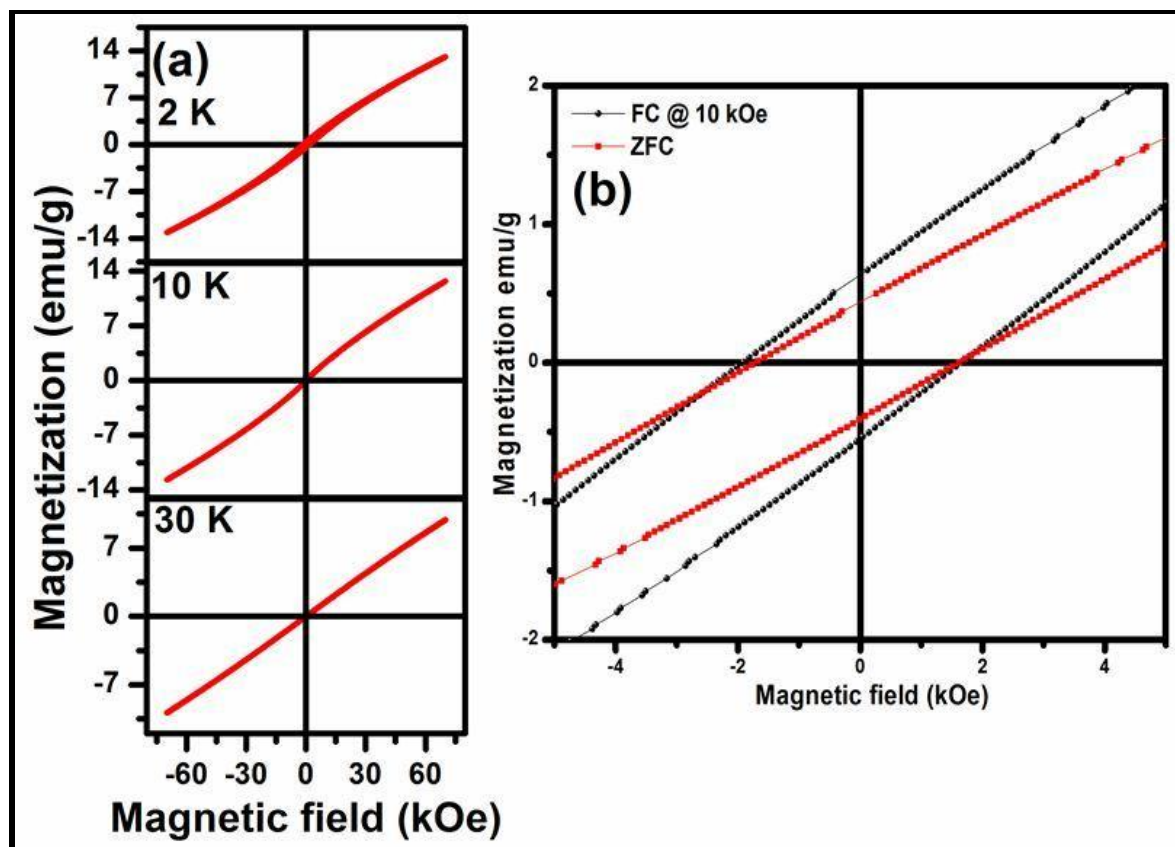 (a)
2 K
14
7
0
-7
-14
10 K
14
7
0
-7
-14
30 K
7
0
-7
-60 -30 0 30 60
Magnetic field (kOe)
Magnetization (emu/g)
(b)
FC @ 10 kOe
ZFC
2
1
0
-1
-2
-4 -2 0 2 4
Magnetic field (kOe)
Magnetization emu/g